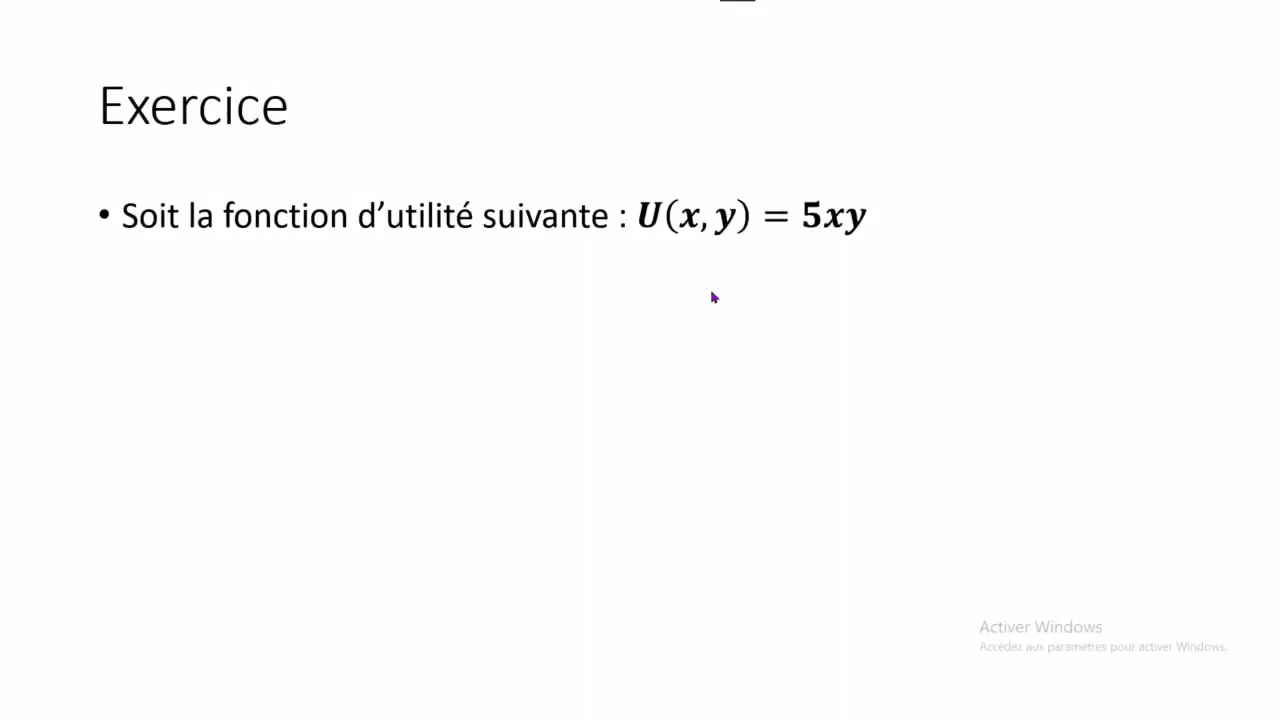 Exercice
• Soit la fonction d’utilité suivante : U(x, y) = 5xy
Activer Windows
Accédez aux paramètres pour activer Windows.